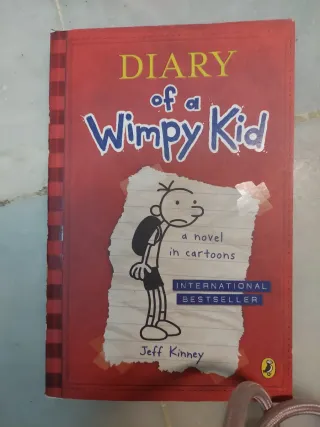 DIARY
of a
Wimpy Kid
a novel
in cartoons
INTERNATIONAL
BESTSELLER
Jeff Kinney